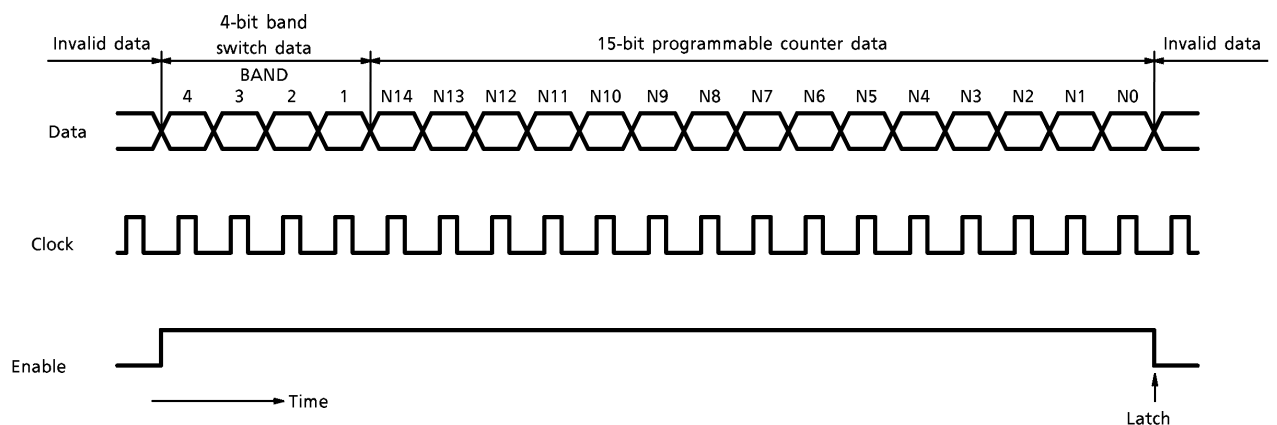 4-bit band
switch data
Invalid data
15-bit programmable counter data
Invalid data
BAND
4 3 2 1 N14 N13 N12 N11 N10 N9 N8 N7 N6 N5 N4 N3 N2 N1 N0
Data
Clock
Enable
Time
Latch